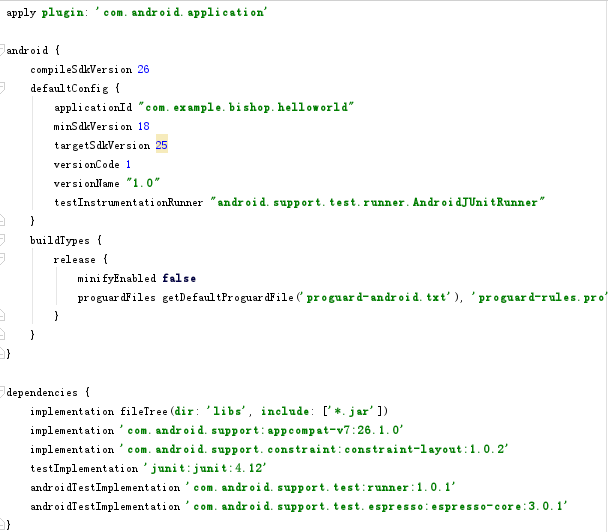 apply plugin: 'com.android.application'

android {
    compileSdkVersion 26
    defaultConfig {
        applicationId "com.example.bishop.helloworld"
        minSdkVersion 18
        targetSdkVersion 25
        versionCode 1
        versionName "1.0"
        testInstrumentationRunner "android.support.test.runner.AndroidJUnitRunner"
    }
    buildTypes {
        release {
            minifyEnabled false
            proguardFiles getDefaultProguardFile('proguard-android.txt'), 'proguard-rules.pro'
        }
    }
}

dependencies {
    implementation fileTree(dir: 'libs', include: ['*.jar'])
    implementation 'com.android.support:appcompat-v7:26.1.0'
    implementation 'com.android.support.constraint:constraint-layout:1.0.2'
    testImplementation 'junit:junit:4.12'
    androidTestImplementation 'com.android.support.test:runner:1.0.1'
    androidTestImplementation 'com.android.support.test.espresso:espresso-core:3.0.1'
}